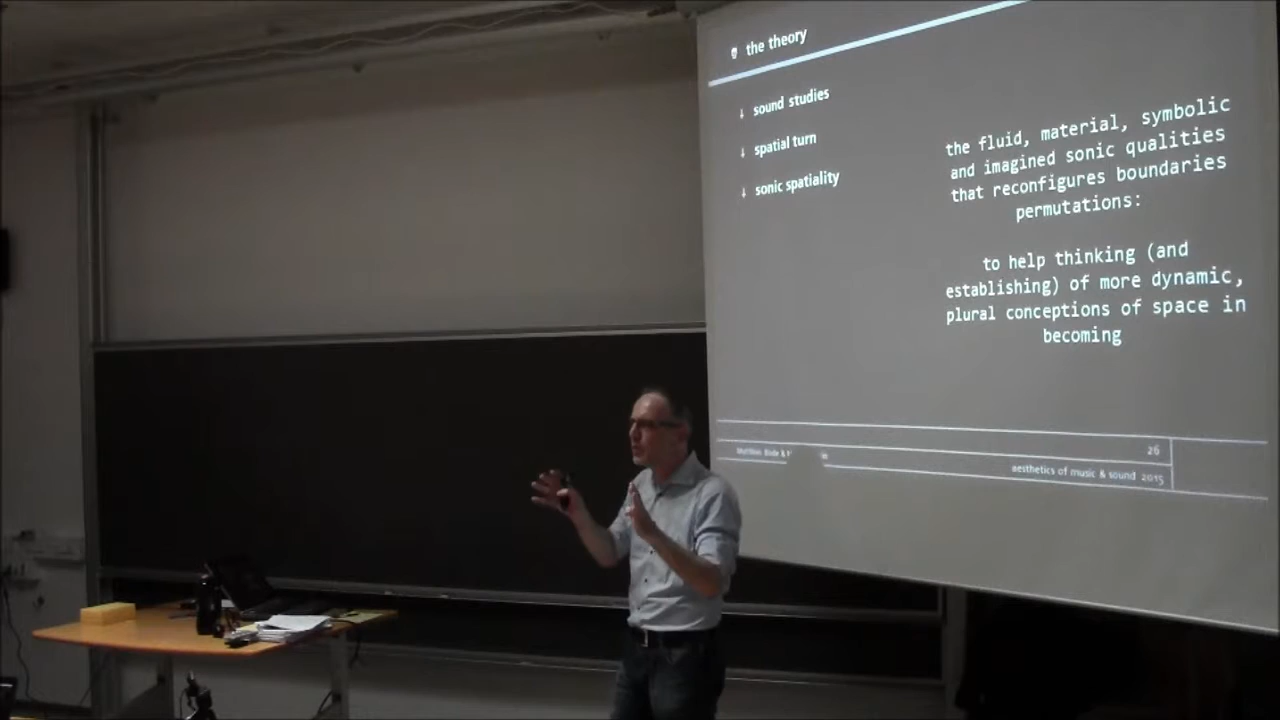 the theory
sound studies
spatial turn
sonic spatiality
the fluid, material, symbolic
and imagined sonic qualities
that reconfigures boundaries
permutations:
to help thinking (and
establishing) of more dynamic,
plural conceptions of space in
becoming
26
Bode &
aesthetics of music & sound 2015